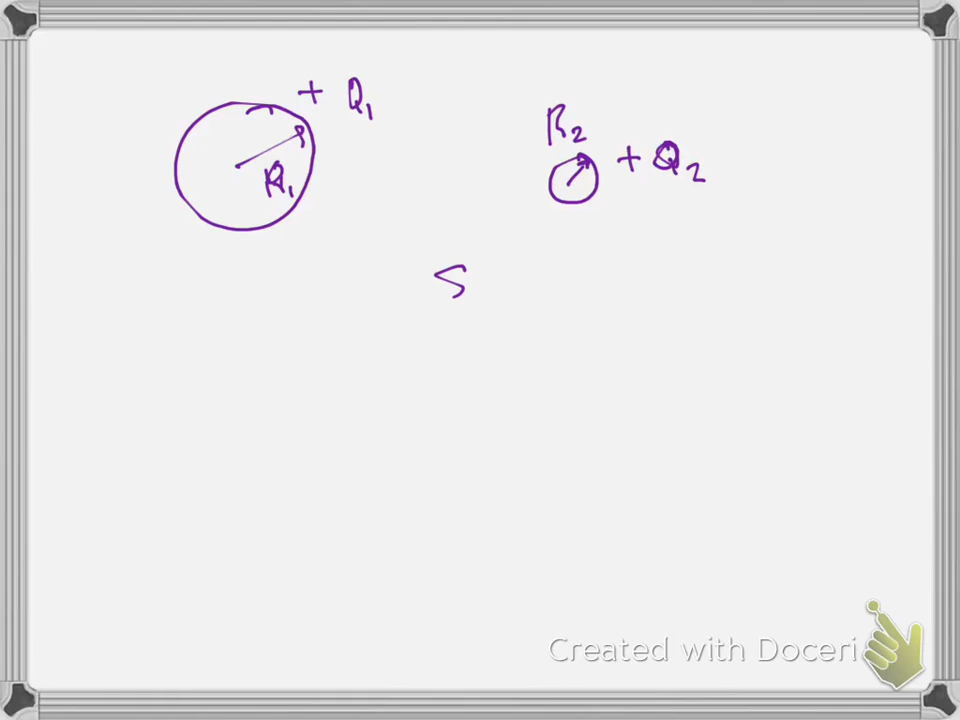 + Q1
R1
R2
+ Q2
S
Created with Doceri